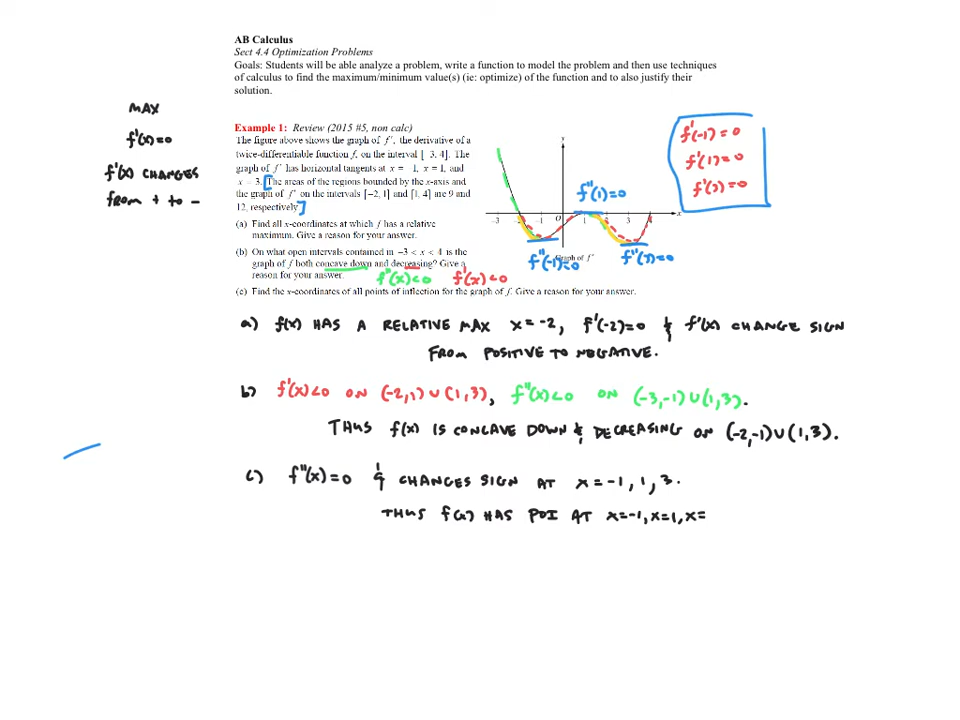 AB Calculus
Sect 4.4 Optimization Problems
Goals: Students will be able analyze a problem, write a function to model the problem and then use techniques
of calculus to find the maximum/minimum value(s) (ie: optimize) of the function and to also justify their
solution.
MAX
f'(x)=0
f'(x) CHANGES
FROM + TO -
Example 1: Review (2015 #5, non calc)
The figure above shows the graph of f', the derivative of a
twice-differentiable function f, on the interval [-3, 4]. The
graph of f' has horizontal tangents at x = -1, x = 1, and
x = 3. [The areas of the regions bounded by the x-axis and
the graph of f' on the intervals [-2, 1] and [1, 4] are 9 and
12, respectively.]
(a) Find all x-coordinates at which f has a relative
maximum. Give a reason for your answer.
(b) On what open intervals contained in -3 < x < 4 is the
graph of f both concave down and decreasing? Give a
reason for your answer.
f''(x)<0 f'(x)<0
(c) Find the x-coordinates of all points of inflection for the graph of f. Give a reason for your answer.
y
f''(1)=0
-3 -2 -1 O 1 3 4 x
f''(-1)=0
f''(3)=0
Graph of f'
f'(-1)=0
f'(1)=0
f'(3)=0
a) f(x) HAS A RELATIVE MAX X=-2, f'(-2)=0 & f'(x) CHANGE SIGN
FROM POSITIVE TO NEGATIVE.
b) f'(x)<0 ON (-2,1)∪(1,3), f''(x)<0 ON (-3,-1)∪(1,3).
THUS f(x) IS CONCAVE DOWN & DECREASING ON (-2,-1)∪(1,3).
c) f''(x)=0 & CHANGES SIGN AT X=-1,1,3.
THUS f(x) HAS POI AT X=-1,X=1,X=